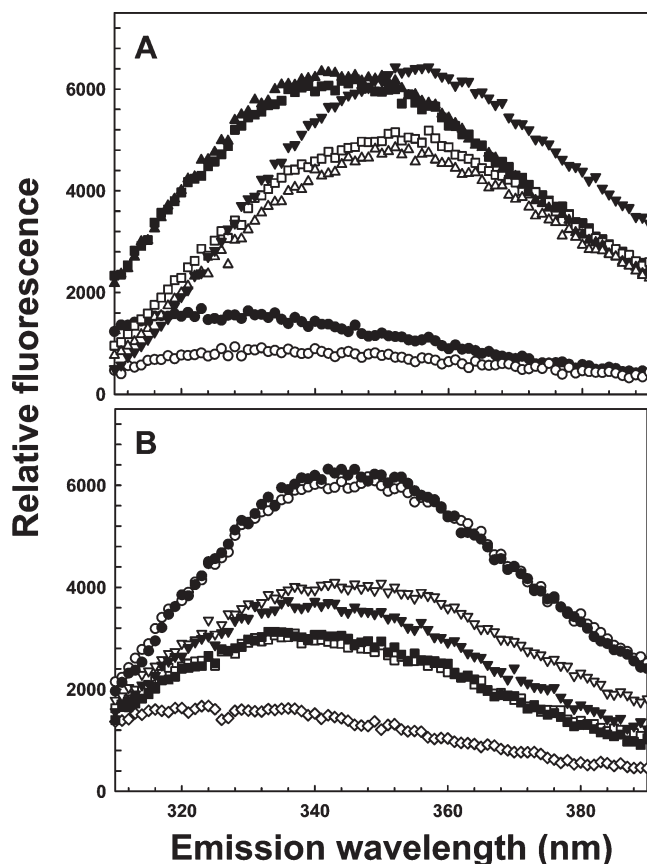 A
6000
4000
2000
0
B
6000
4000
2000
0
320 340 360 380
Emission wavelength (nm)
Relative fluorescence